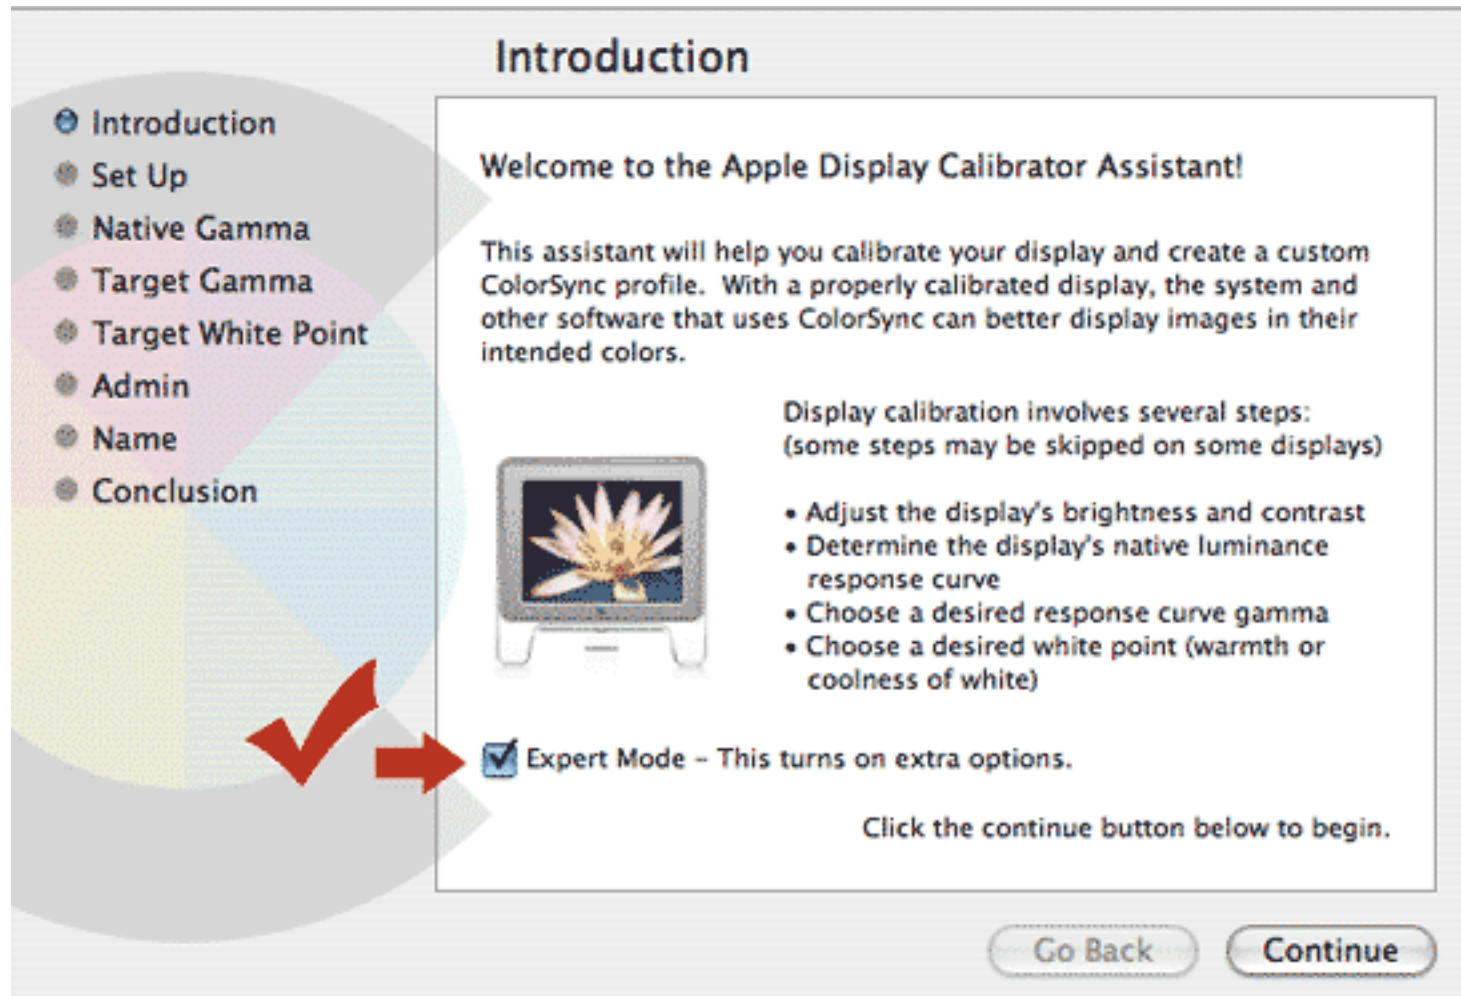 Introduction
Introduction
Set Up
Native Gamma
Target Gamma
Target White Point
Admin
Name
Conclusion
Welcome to the Apple Display Calibrator Assistant!
This assistant will help you calibrate your display and create a custom
ColorSync profile.  With a properly calibrated display, the system and
other software that uses ColorSync can better display images in their
intended colors.
Display calibration involves several steps:
(some steps may be skipped on some displays)
• Adjust the display's brightness and contrast
• Determine the display's native luminance
response curve
• Choose a desired response curve gamma
• Choose a desired white point (warmth or
coolness of white)
Expert Mode – This turns on extra options.
Click the continue button below to begin.
Go Back
Continue